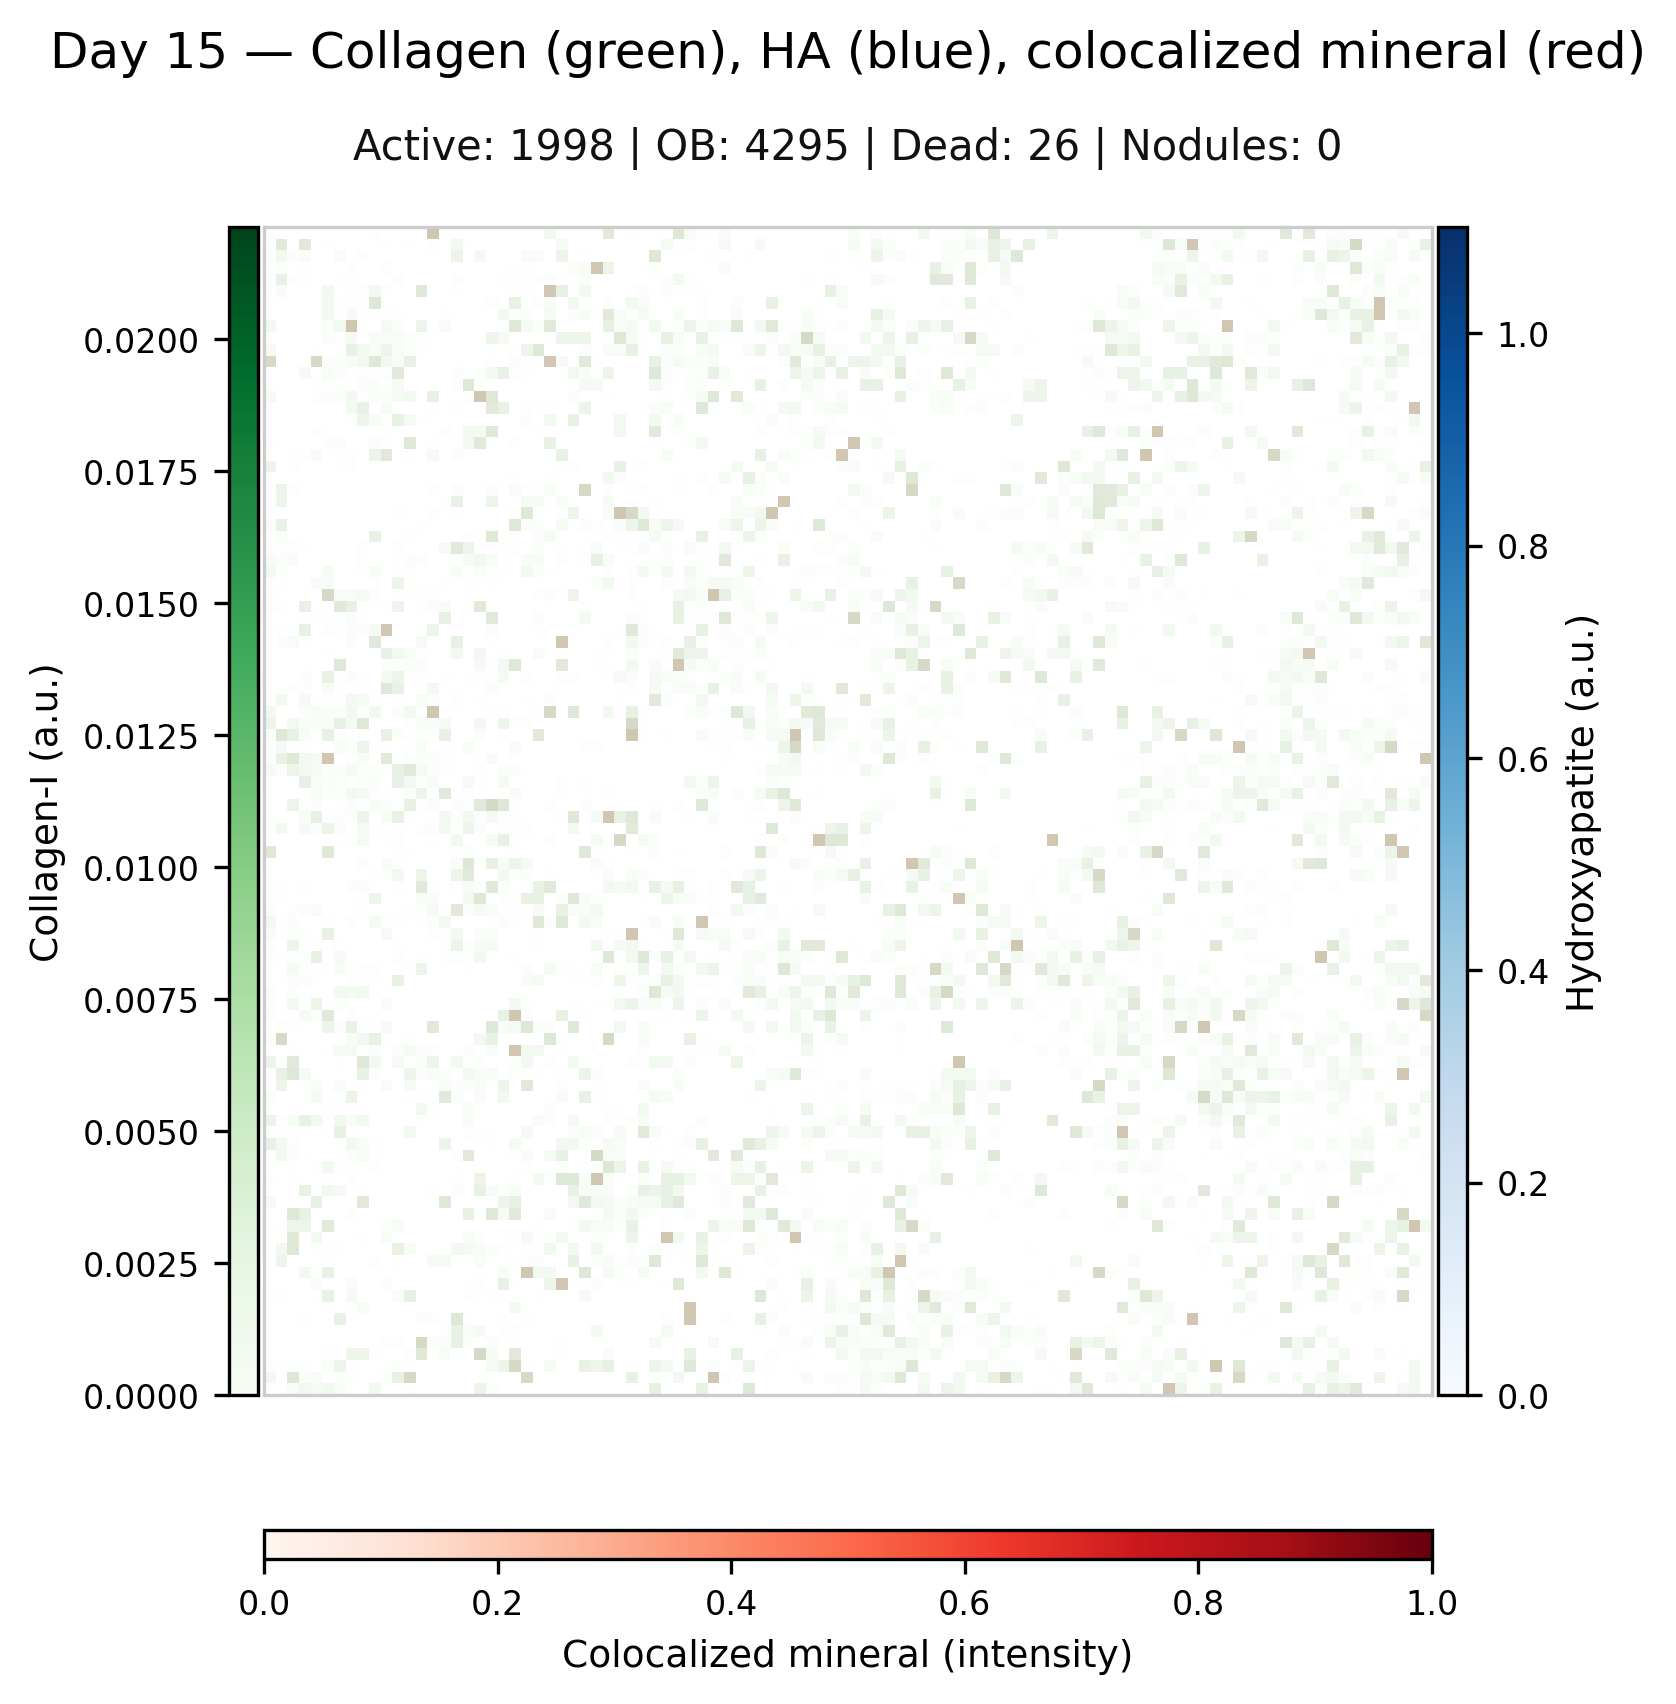 Day 15 — Collagen (green), HA (blue), colocalized mineral (red)
Active: 1998 | OB: 4295 | Dead: 26 | Nodules: 0
Collagen-I (a.u.)
0.0200
0.0175
0.0150
0.0125
0.0100
0.0075
0.0050
0.0025
0.0000
1.0
0.8
0.6
0.4
0.2
0.0
Hydroxyapatite (a.u.)
0.0 0.2 0.4 0.6 0.8 1.0
Colocalized mineral (intensity)